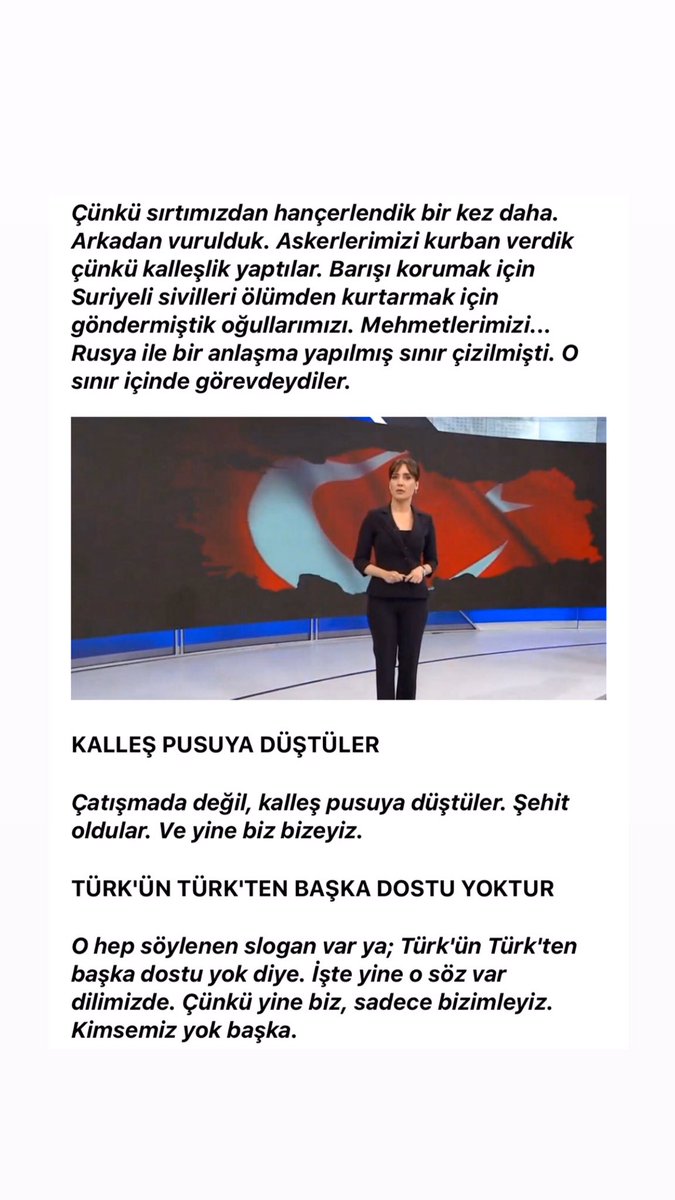 Çünkü sırtımızdan hançerlendik bir kez daha.
Arkadan vurulduk. Askerlerimizi kurban verdik
çünkü kalleşlik yaptılar. Barışı korumak için
Suriyeli sivilleri ölümden kurtarmak için
göndermiştik oğullarımızı. Mehmetlerimizi...
Rusya ile bir anlaşma yapılmış sınır çizilmişti. O
sınır içinde görevdeydiler.
KALLEŞ PUSUYA DÜŞTÜLER
Çatışmada değil, kalleş pusuya düştüler. Şehit
oldular. Ve yine biz bizeyiz.
TÜRK'ÜN TÜRK'TEN BAŞKA DOSTU YOKTUR
O hep söylenen slogan var ya; Türk'ün Türk'ten
başka dostu yok diye. İşte yine o söz var
dilimizde. Çünkü yine biz, sadece bizimleyiz.
Kimsemiz yok başka.